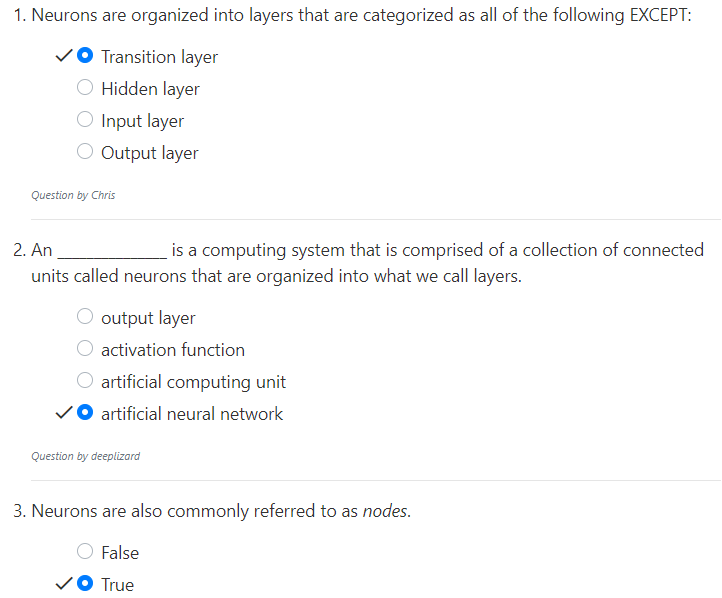 1. Neurons are organized into layers that are categorized as all of the following EXCEPT:
Transition layer
Hidden layer
Input layer
Output layer
Question by Chris
2. An _____________ is a computing system that is comprised of a collection of connected
units called neurons that are organized into what we call layers.
output layer
activation function
artificial computing unit
artificial neural network
Question by deeplizard
3. Neurons are also commonly referred to as nodes.
False
True